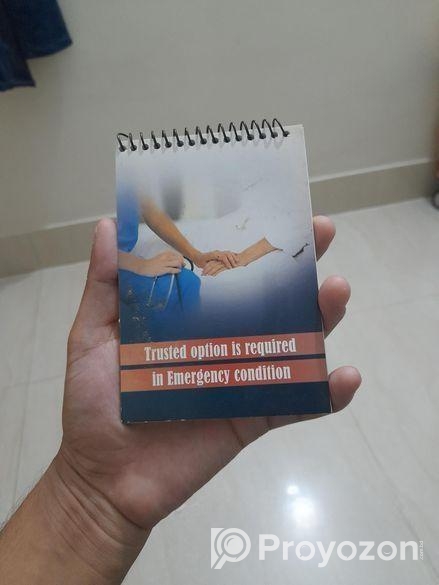 Trusted option is required
in Emergency condition
Proyozon